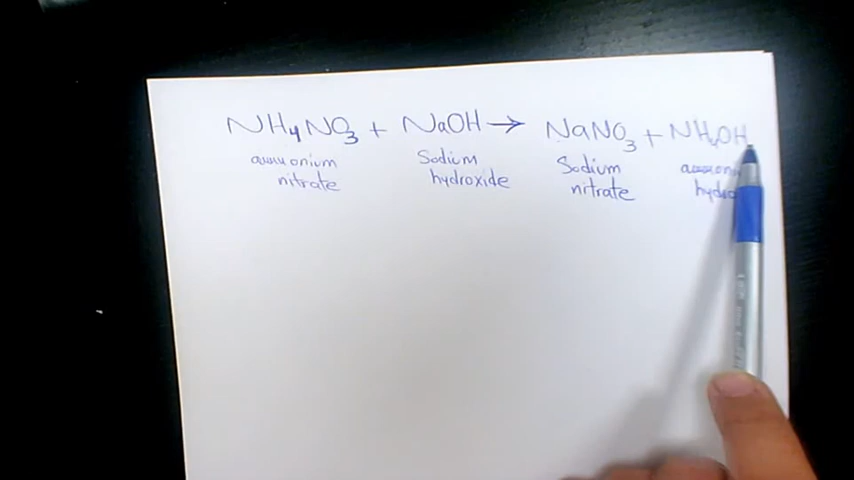 NH₄NO₃ + NaOH → NaNO₃ + NH₄OH
ammonium Sodium Sodium
nitrate hydroxide nitrate